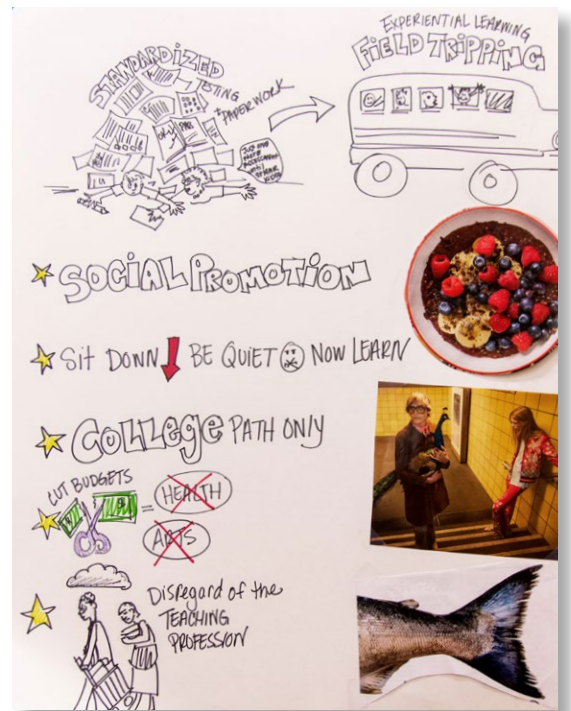 STANDARDIZED
TESTING
+ PAPERWORK
EXPERIENTIAL LEARNING
FIELD TRIPPING
SOCIAL PROMOTION
Sit DOWN BE QUIET NOW LEARN
COLLEGE PATH ONLY
CUT BUDGETS
= HEALTH
ARTS
Disregard of the
TEACHING
PROFESSION